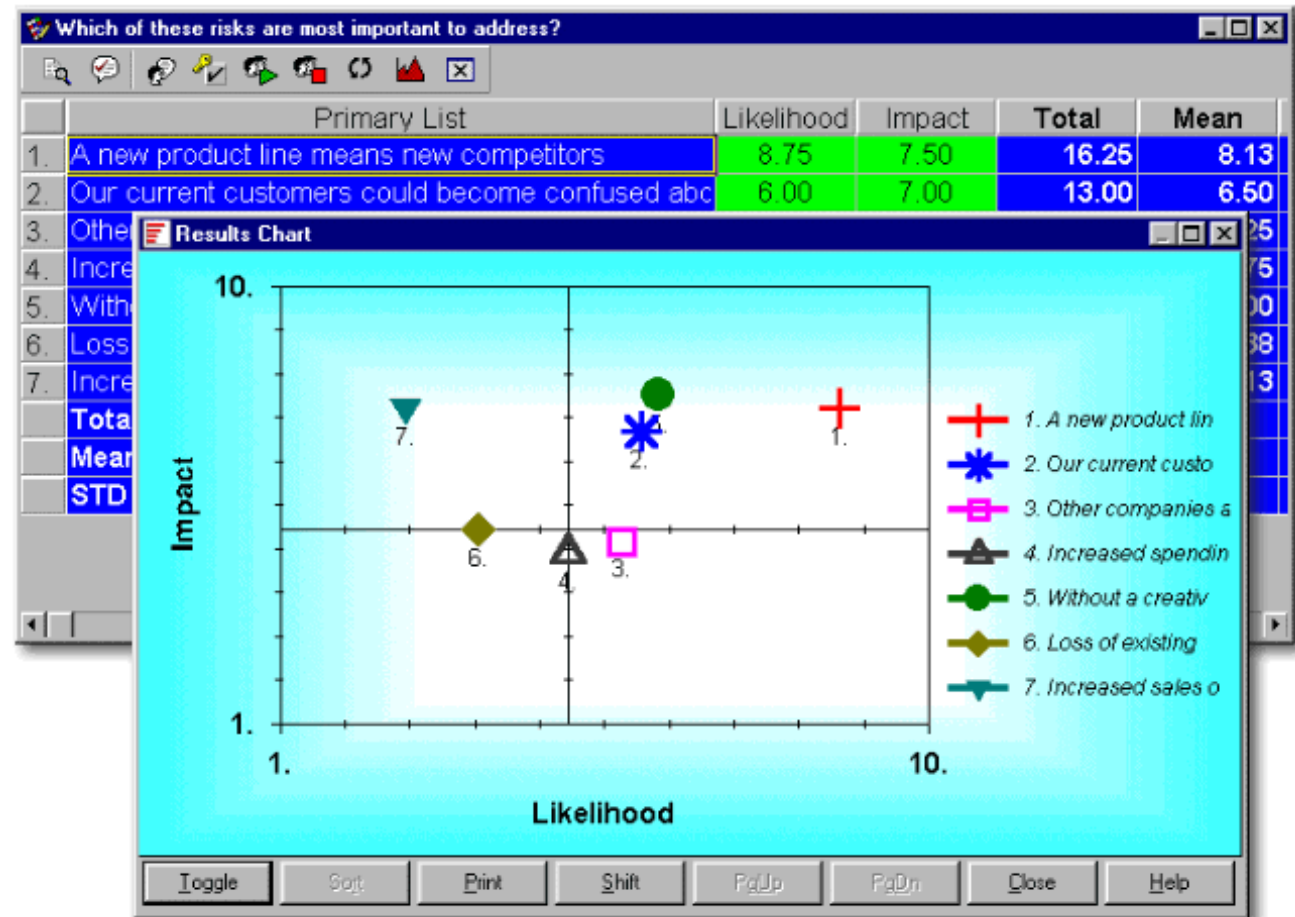 Which of these risks are most important to address?
Primary List Likelihood Impact Total Mean
1. A new product line means new competitors 8.75 7.50 16.25 8.13
2. Our current customers could become confused abc 6.00 7.00 13.00 6.50
3. Other 25
4. Incre 75
5. With 00
6. Loss 38
7. Incre 13
Tota
Mear
STD
Results Chart
10.
Impact
1.
1. 10.
Likelihood
7.
2.
1.
6.
4.
3.
1. A new product lin
2. Our current custo
3. Other companies a
4. Increased spendin
5. Without a creativ
6. Loss of existing
7. Increased sales o
Toggle Sort Print Shift PgUp PgDn Close Help